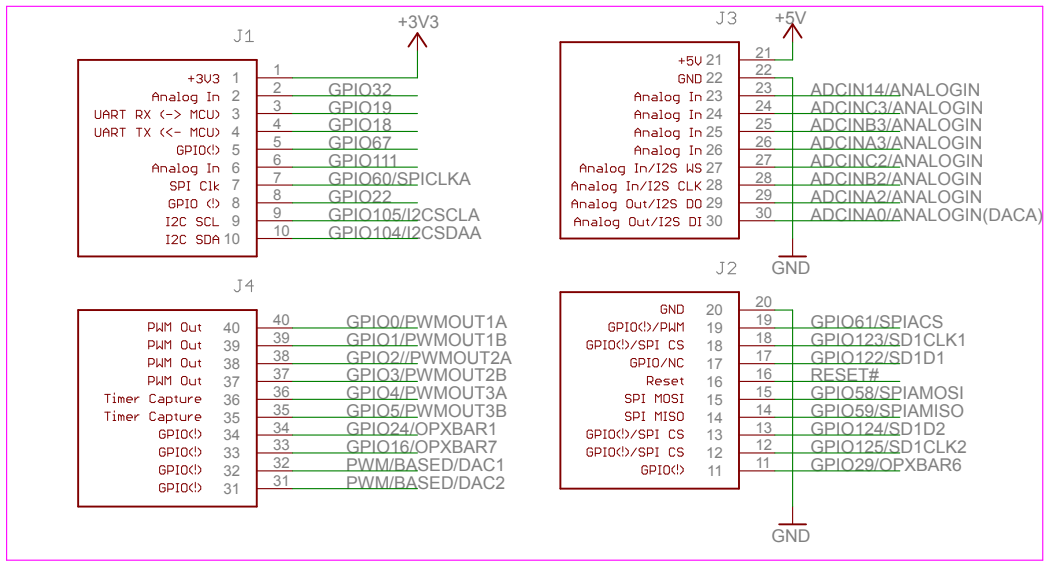 +3V3
J1
+3V3 1 1
Analog In 2 2 GPIO32
UART RX (-> MCU) 3 3 GPIO19
UART TX (<- MCU) 4 4 GPIO18
GPIO(!) 5 5 GPIO67
Analog In 6 6 GPIO111
SPI Clk 7 7 GPIO60/SPICLKA
GPIO (!) 8 8 GPIO22
I2C SCL 9 9 GPIO105/I2CSCLA
I2C SDA 10 10 GPIO104/I2CSDAA
J3
+5V
+5V 21 21
GND 22 22
Analog In 23 23 ADCIN14/ANALOGIN
Analog In 24 24 ADCINC3/ANALOGIN
Analog In 25 25 ADCINB3/ANALOGIN
Analog In 26 26 ADCINA3/ANALOGIN
Analog In/I2S WS 27 27 ADCINC2/ANALOGIN
Analog In/I2S CLK 28 28 ADCINB2/ANALOGIN
Analog Out/I2S DO 29 29 ADCINA2/ANALOGIN
Analog Out/I2S DI 30 30 ADCINA0/ANALOGIN(DACA)
GND
J4
PWM Out 40 40 GPIO0/PWMOUT1A
PWM Out 39 39 GPIO1/PWMOUT1B
PWM Out 38 38 GPIO2//PWMOUT2A
PWM Out 37 37 GPIO3/PWMOUT2B
Timer Capture 36 36 GPIO4/PWMOUT3A
Timer Capture 35 35 GPIO5/PWMOUT3B
GPIO(!) 34 34 GPIO24/OPXBAR1
GPIO(!) 33 33 GPIO16/OPXBAR7
GPIO(!) 32 32 PWM/BASED/DAC1
GPIO(!) 31 31 PWM/BASED/DAC2
J2
GND 20 20
GPIO(!)/PWM 19 19 GPIO61/SPIACS
GPIO(!)/SPI CS 18 18 GPIO123/SD1CLK1
GPIO/NC 17 17 GPIO122/SD1D1
Reset 16 16 RESET#
SPI MOSI 15 15 GPIO58/SPIAMOSI
SPI MISO 14 14 GPIO59/SPIAMISO
GPIO(!)/SPI CS 13 13 GPIO124/SD1D2
GPIO(!)/SPI CS 12 12 GPIO125/SD1CLK2
GPIO(!) 11 11 GPIO29/OPXBAR6
GND